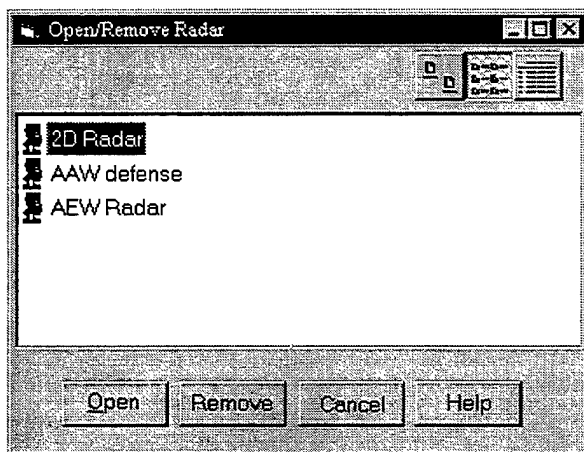 Open/Remove Radar
2D Radar
AAW defense
AEW Radar
Open Remove Cancel Help